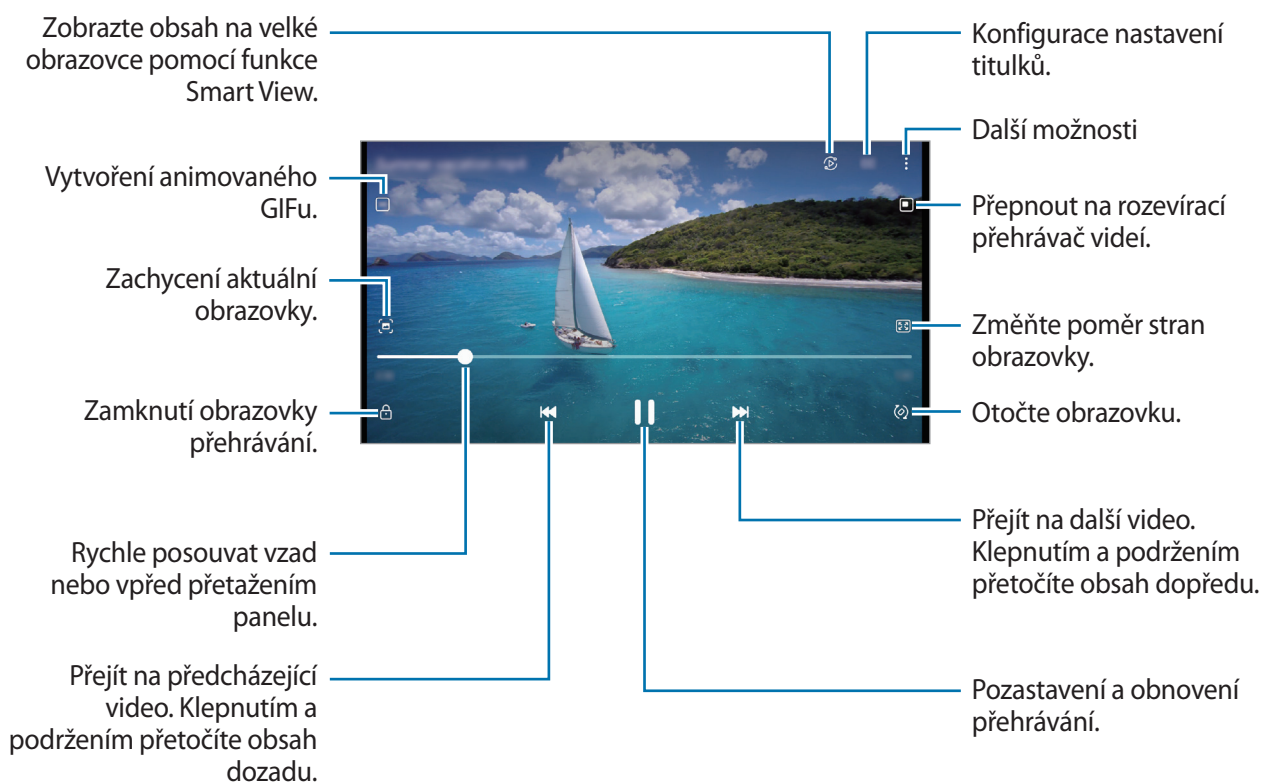 Zobrazte obsah na velké
obrazovce pomocí funkce
Smart View.
Konfigurace nastavení
titulků.
Další možnosti
Vytvoření animovaného
GIFu.
Přepnout na rozevírací
přehrávač videí.
Zachycení aktuální
obrazovky.
Změňte poměr stran
obrazovky.
Zamknutí obrazovky
přehrávání.
Otočte obrazovku.
Rychle posouvat vzad
nebo vpřed přetažením
panelu.
Přejít na další video.
Klepnutím a podržením
přetočíte obsah dopředu.
Přejít na předcházející
video. Klepnutím a
podržením přetočíte obsah
dozadu.
Pozastavení a obnovení
přehrávání.